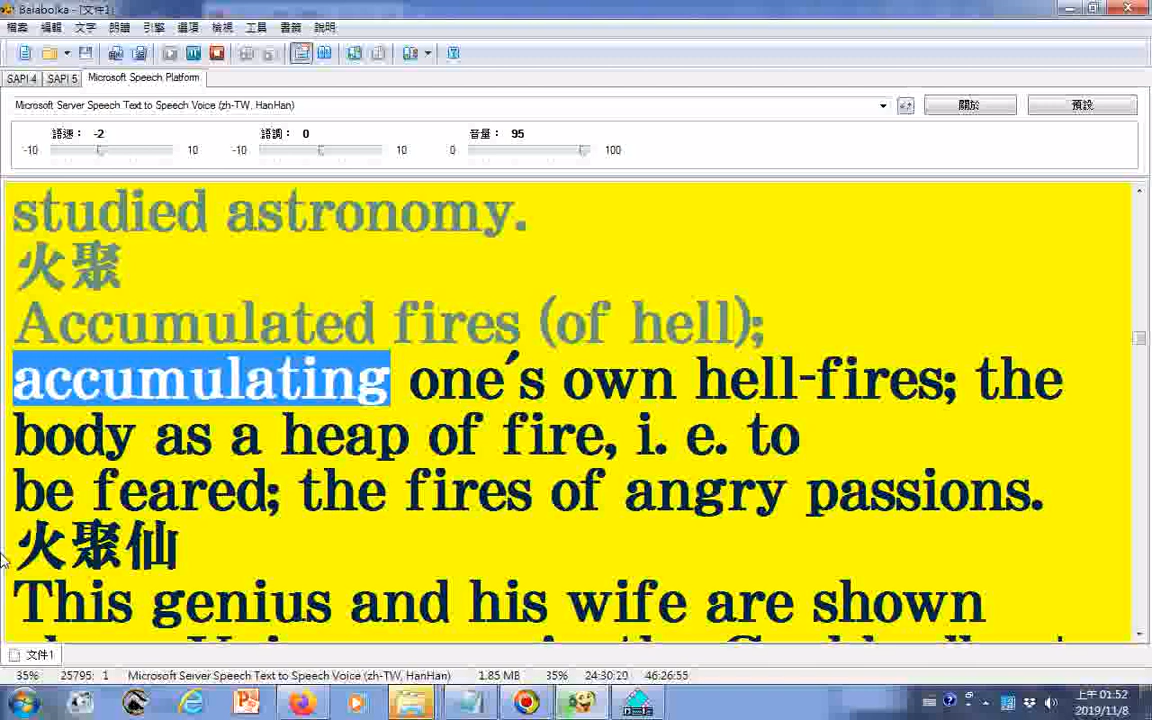 Balabolka - [文件1]
檔案 編輯 文字 朗讀 引擎 選項 檢視 工具 書籤 說明
SAPI 4 SAPI 5 Microsoft Speech Platform
Microsoft Server Speech Text to Speech Voice (zh-TW, HanHan) 關於 預設
語速： -2 語調： 0 音量： 95
-10 10 -10 10 0 100
studied astronomy.
火聚
Accumulated fires (of hell);
accumulating one´s own hell-fires; the
body as a heap of fire, i. e. to
be feared; the fires of angry passions.
火聚仙
This genius and his wife are shown
文件1
35% 25795: 1 Microsoft Server Speech Text to Speech Voice (zh-TW, HanHan) 1.85 MB 35% 24:30:20 46:26:55
上午 01:52
2019/11/8